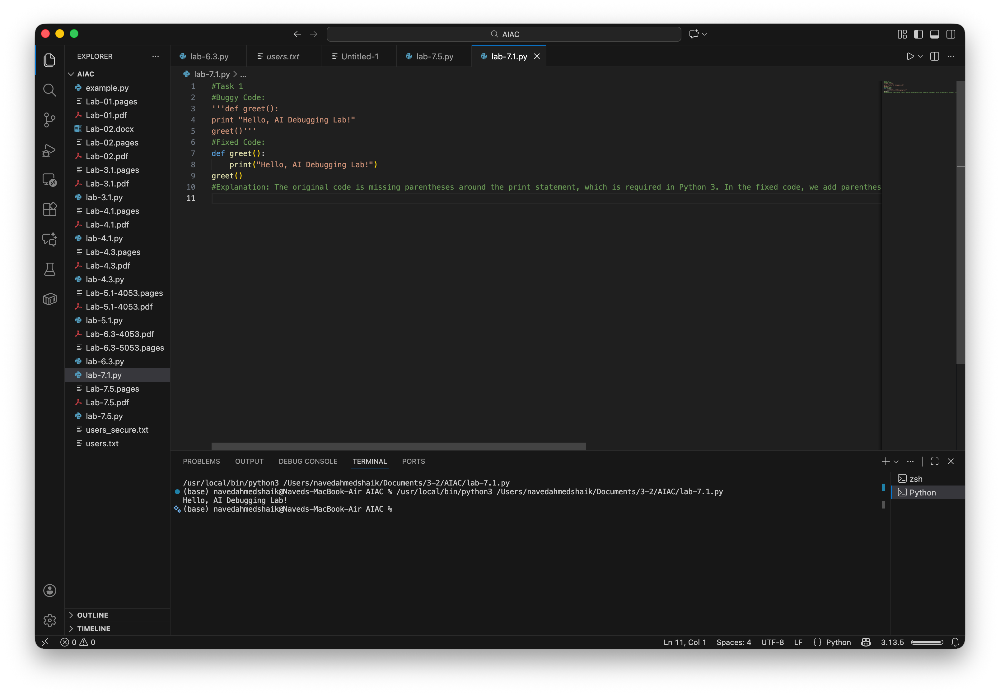 AIAC
EXPLORER
lab-6.3.py
users.txt
Untitled-1
lab-7.5.py
lab-7.1.py
AIAC
example.py
Lab-01.pages
Lab-01.pdf
Lab-02.docx
Lab-02.pages
Lab-02.pdf
Lab-3.1.pages
Lab-3.1.pdf
lab-3.1.py
Lab-4.1.pages
Lab-4.1.pdf
lab-4.1.py
Lab-4.3.pages
Lab-4.3.pdf
lab-4.3.py
Lab-5.1-4053.pages
Lab-5.1-4053.pdf
lab-5.1.py
Lab-6.3-4053.pdf
Lab-6.3-5053.pages
lab-6.3.py
lab-7.1.py
Lab-7.5.pages
Lab-7.5.pdf
lab-7.5.py
users_secure.txt
users.txt
OUTLINE
TIMELINE
lab-7.1.py > ...
1 #Task 1
2 #Buggy Code:
3 '''def greet():
4 print "Hello, AI Debugging Lab!"
5 greet()'''
6 #Fixed Code:
7 def greet():
8     print("Hello, AI Debugging Lab!")
9 greet()
10 #Explanation: The original code is missing parentheses around the print statement, which is required in Python 3. In the fixed code, we add parenthes
11
PROBLEMS OUTPUT DEBUG CONSOLE TERMINAL PORTS
/usr/local/bin/python3 /Users/navedahmedshaik/Documents/3-2/AIAC/lab-7.1.py
(base) navedahmedshaik@Naveds-MacBook-Air AIAC % /usr/local/bin/python3 /Users/navedahmedshaik/Documents/3-2/AIAC/lab-7.1.py
Hello, AI Debugging Lab!
(base) navedahmedshaik@Naveds-MacBook-Air AIAC %
zsh
Python
0 0
Ln 11, Col 1 Spaces: 4 UTF-8 LF { } Python 3.13.5